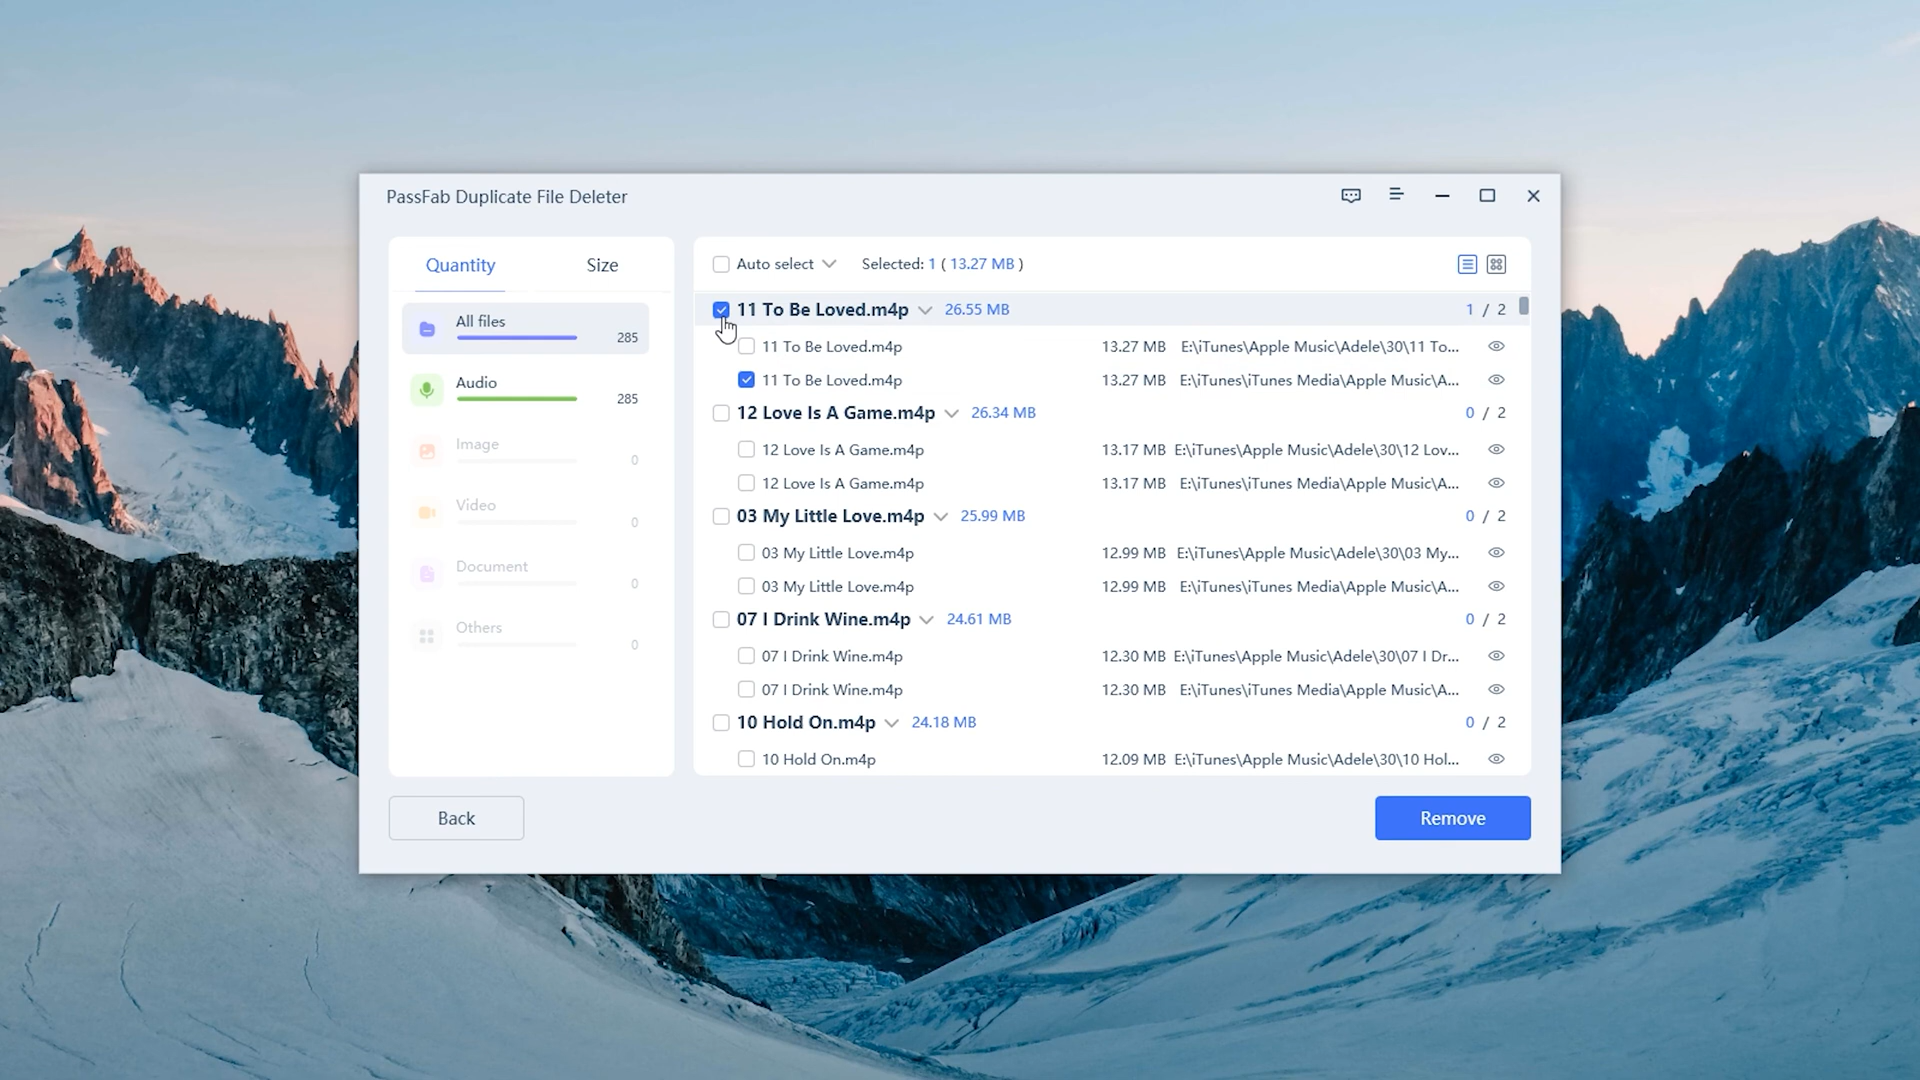 PassFab Duplicate File Deleter
Quantity Size
All files 285
Audio 285
Image 0
Video 0
Document 0
Others 0
Auto select Selected: 1 ( 13.27 MB )
11 To Be Loved.m4p 26.55 MB 1 / 2
11 To Be Loved.m4p 13.27 MB E:\iTunes\Apple Music\Adele\30\11 To...
11 To Be Loved.m4p 13.27 MB E:\iTunes\iTunes Media\Apple Music\A...
12 Love Is A Game.m4p 26.34 MB 0 / 2
12 Love Is A Game.m4p 13.17 MB E:\iTunes\Apple Music\Adele\30\12 Lov...
12 Love Is A Game.m4p 13.17 MB E:\iTunes\iTunes Media\Apple Music\A...
03 My Little Love.m4p 25.99 MB 0 / 2
03 My Little Love.m4p 12.99 MB E:\iTunes\Apple Music\Adele\30\03 My...
03 My Little Love.m4p 12.99 MB E:\iTunes\iTunes Media\Apple Music\A...
07 I Drink Wine.m4p 24.61 MB 0 / 2
07 I Drink Wine.m4p 12.30 MB E:\iTunes\Apple Music\Adele\30\07 I Dr...
07 I Drink Wine.m4p 12.30 MB E:\iTunes\iTunes Media\Apple Music\A...
10 Hold On.m4p 24.18 MB 0 / 2
10 Hold On.m4p 12.09 MB E:\iTunes\Apple Music\Adele\30\10 Hol...
Back Remove